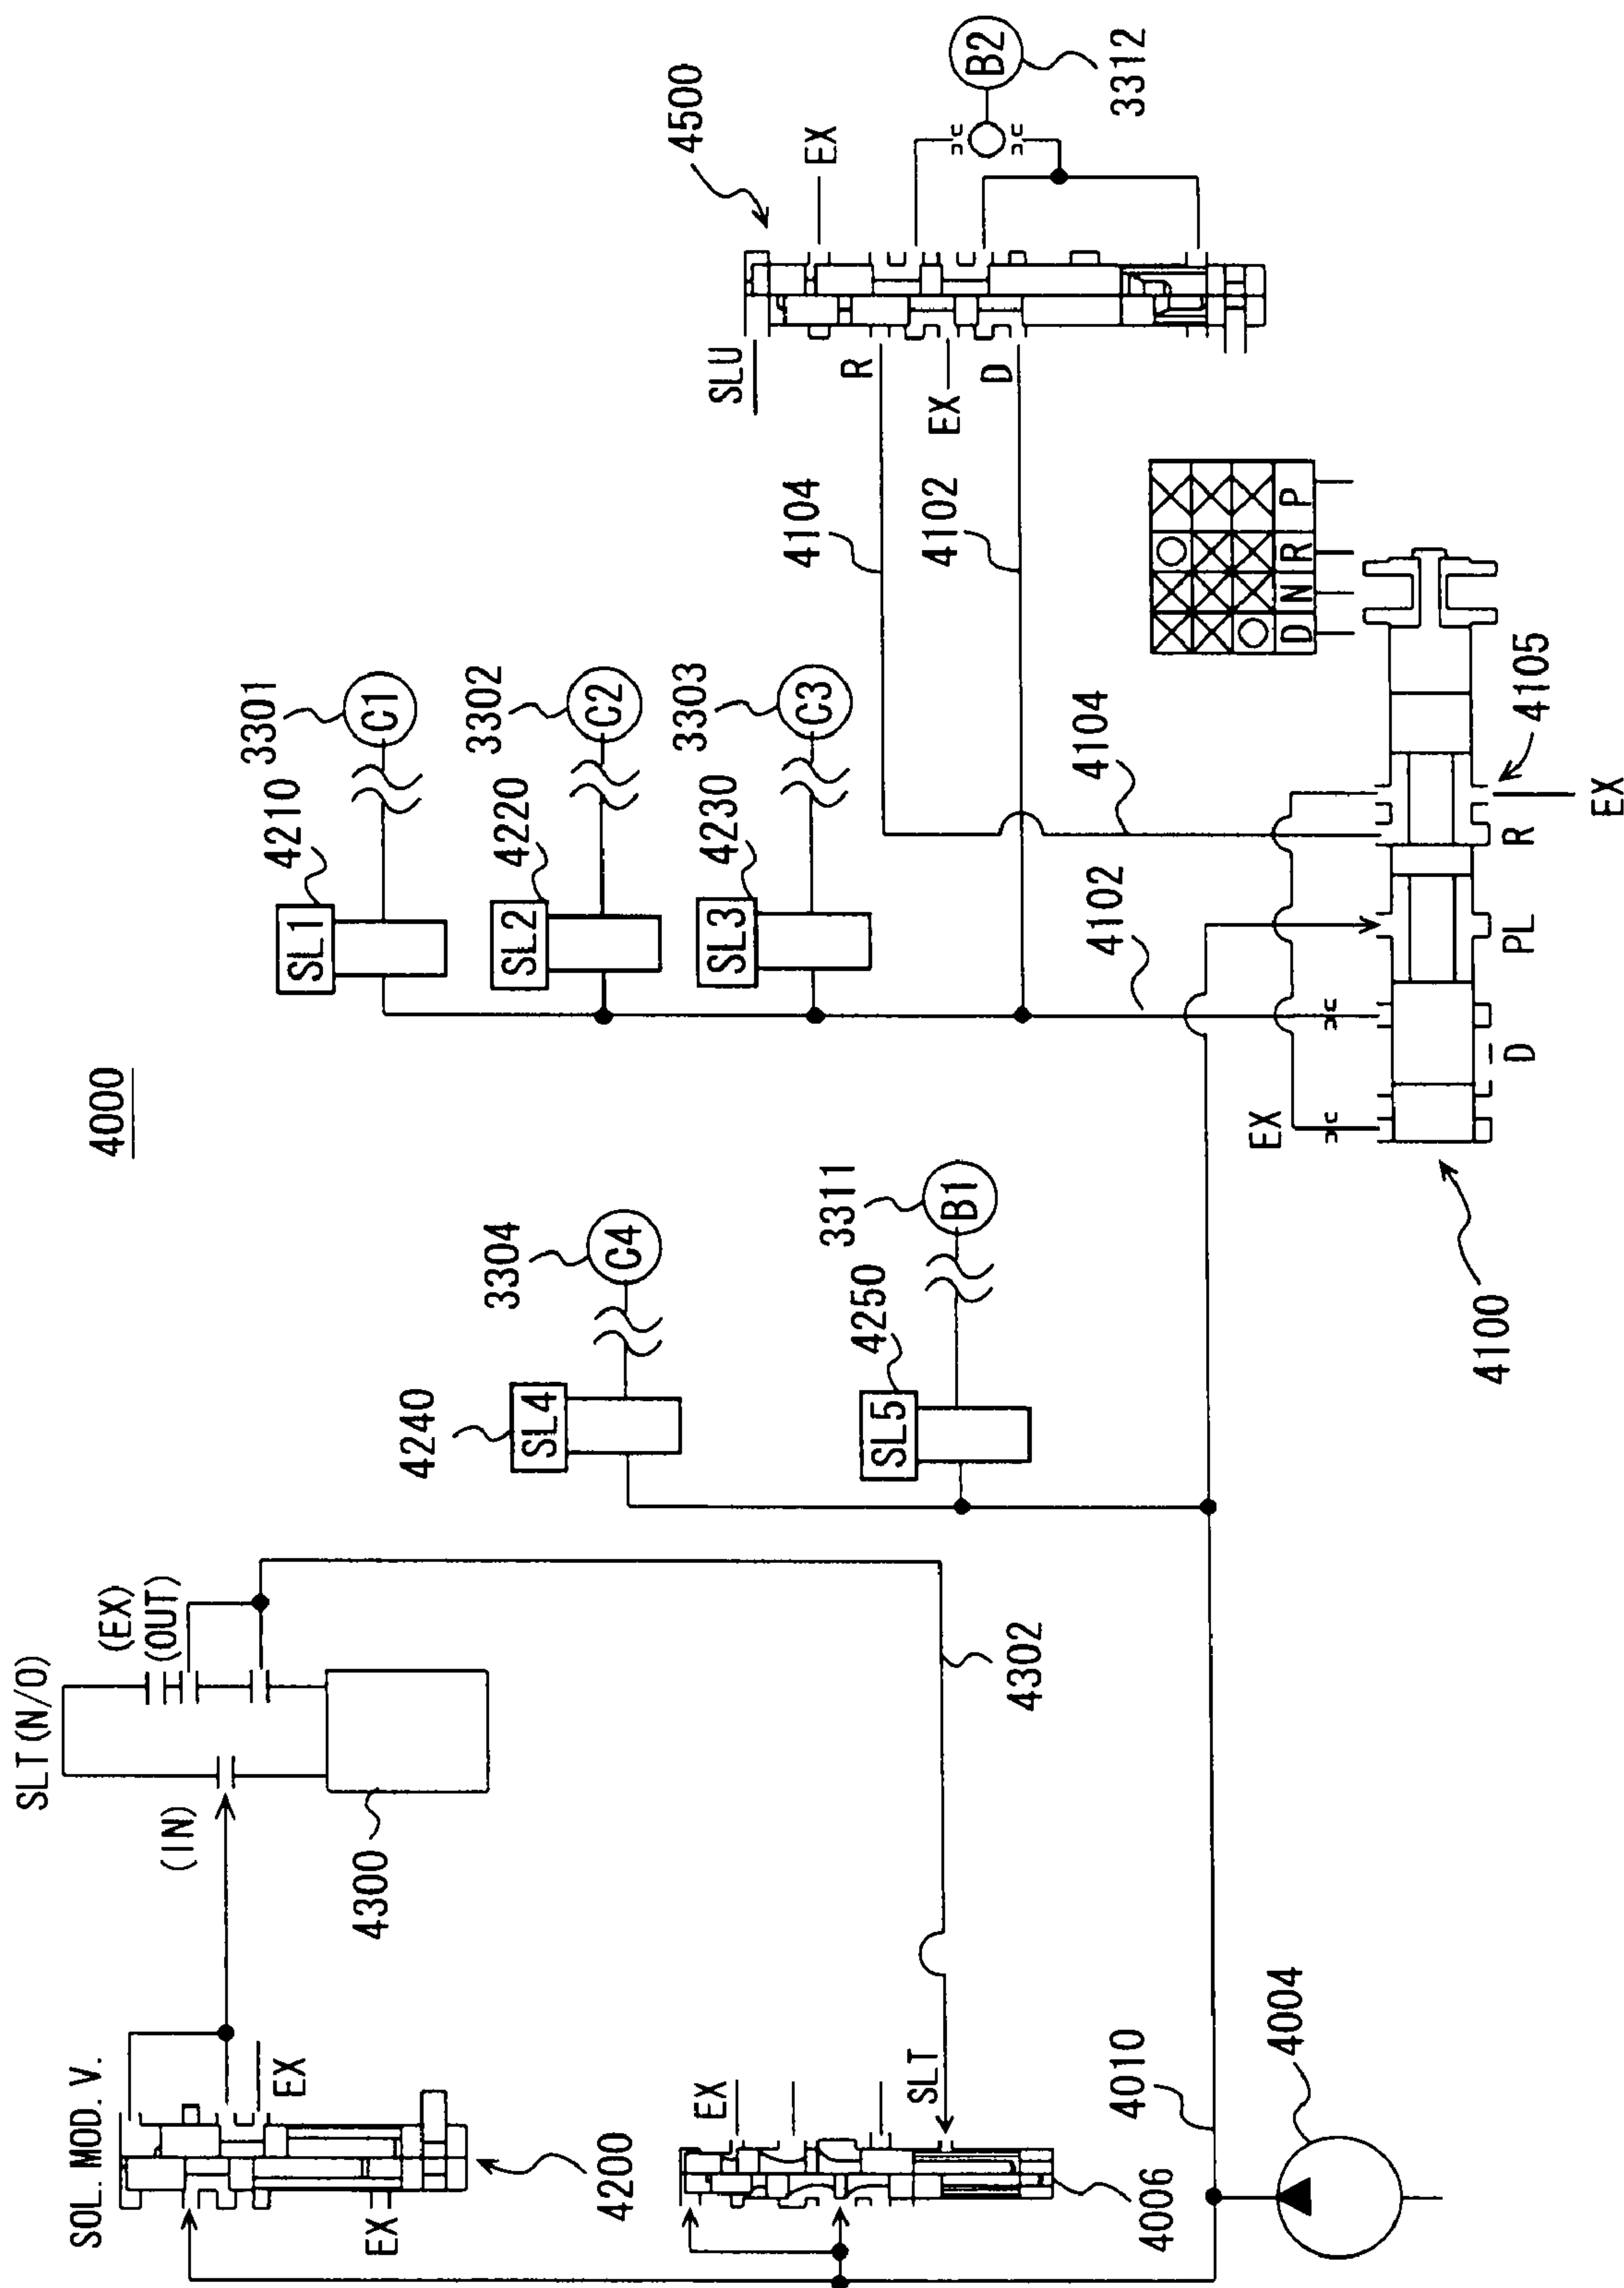 4000
SOL. MOD. V.
EX
EX
4200
SLT(N/O)
(IN)
(EX)
(OUT)
4300
4302
EX
SLT
4006
4010
4004
SL4
4240
C4
3304
SL5
4250
B1
3311
SL1
4210
C1
3301
SL2
4220
C2
3302
SL3
4230
C3
3303
4102
4104
4104
4102
SLU
R
EX
D
EX
4500
B2
3312
D N R P
EX
D
PL
R
EX
4105
4100